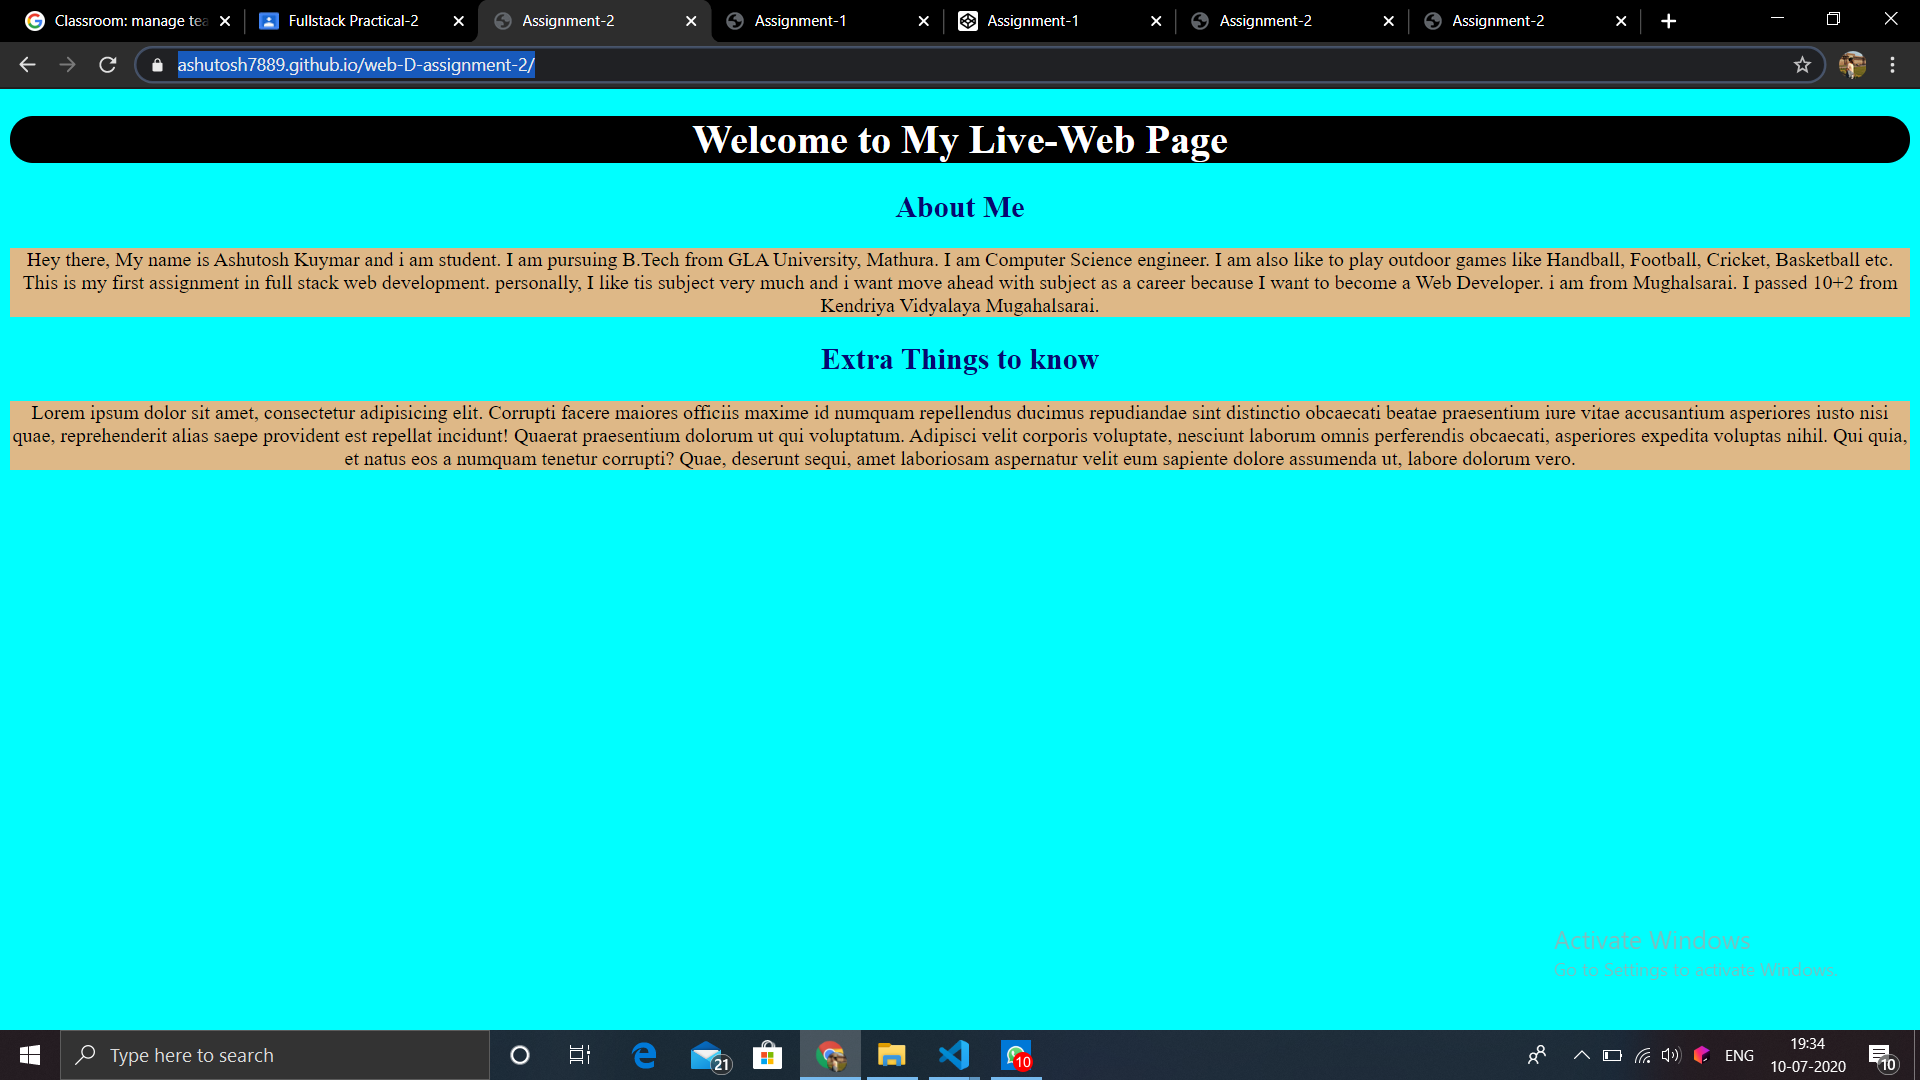 Classroom: manage tea
Fullstack Practical-2
Assignment-2
Assignment-1
Assignment-1
Assignment-2
Assignment-2
ashutosh7889.github.io/web-D-assignment-2/
Welcome to My Live-Web Page
About Me
Hey there, My name is Ashutosh Kuymar and i am student. I am pursuing B.Tech from GLA University, Mathura. I am Computer Science engineer. I am also like to play outdoor games like Handball, Football, Cricket, Basketball etc.
This is my first assignment in full stack web development. personally, I like tis subject very much and i want move ahead with subject as a career because I want to become a Web Developer. i am from Mughalsarai. I passed 10+2 from
Kendriya Vidyalaya Mugahalsarai.
Extra Things to know
Lorem ipsum dolor sit amet, consectetur adipisicing elit. Corrupti facere maiores officiis maxime id numquam repellendus ducimus repudiandae sint distinctio obcaecati beatae praesentium iure vitae accusantium asperiores iusto nisi
quae, reprehenderit alias saepe provident est repellat incidunt! Quaerat praesentium dolorum ut qui voluptatum. Adipisci velit corporis voluptate, nesciunt laborum omnis perferendis obcaecati, asperiores expedita voluptas nihil. Qui quia,
et natus eos a numquam tenetur corrupti? Quae, deserunt sequi, amet laboriosam aspernatur velit eum sapiente dolore assumenda ut, labore dolorum vero.
Activate Windows
Go to Settings to activate Windows.
Type here to search
21
10
ENG
19:34
10-07-2020
10